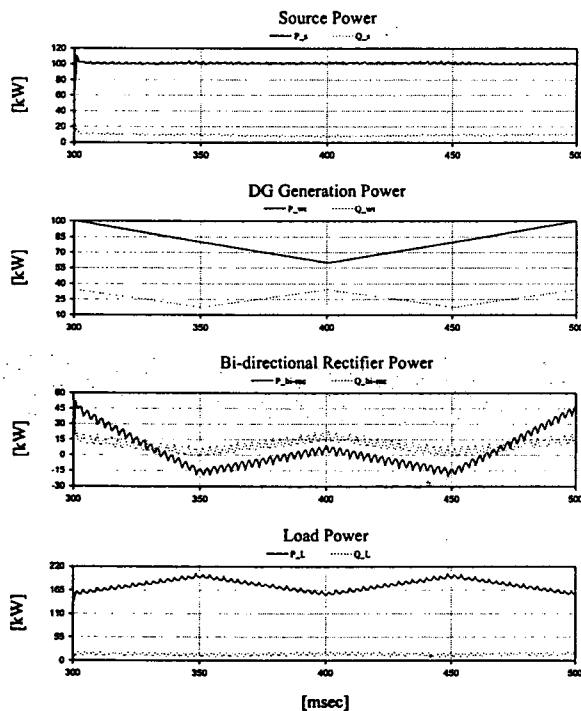 Source Power
P_s Q_s
[kW]
120
100
80
60
40
20
0
300 350 400 450 500
DG Generation Power
P_wt Q_wt
[kW]
100
85
70
55
40
25
10
300 350 400 450 500
Bi-directional Rectifier Power
P_bi-rec Q_bi-rec
[kW]
60
45
30
15
0
-15
-30
300 350 400 450 500
Load Power
P_L Q_L
[kW]
220
165
110
55
0
300 350 400 450 500
[msec]